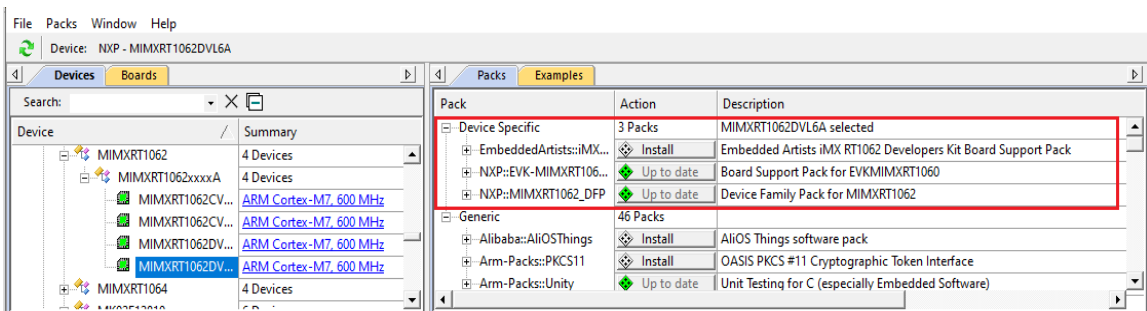 File Packs Window Help
Device: NXP - MIMXRT1062DVL6A
Devices Boards
Search:
Device Summary
MIMXRT1062 4 Devices
MIMXRT1062xxxxA 4 Devices
MIMXRT1062CV... ARM Cortex-M7, 600 MHz
MIMXRT1062CV... ARM Cortex-M7, 600 MHz
MIMXRT1062DV... ARM Cortex-M7, 600 MHz
MIMXRT1062DV... ARM Cortex-M7, 600 MHz
MIMXRT1064 4 Devices
Packs Examples
Pack Action Description
Device Specific 3 Packs MIMXRT1062DVL6A selected
EmbeddedArtists::iMX... Install Embedded Artists iMX RT1062 Developers Kit Board Support Pack
NXP::EVK-MIMXRT106... Up to date Board Support Pack for EVKMIMXRT1060
NXP::MIMXRT1062_DFP Up to date Device Family Pack for MIMXRT1062
Generic 46 Packs
Alibaba::AliOSThings Install AliOS Things software pack
Arm-Packs::PKCS11 Install OASIS PKCS #11 Cryptographic Token Interface
Arm-Packs::Unity Up to date Unit Testing for C (especially Embedded Software)